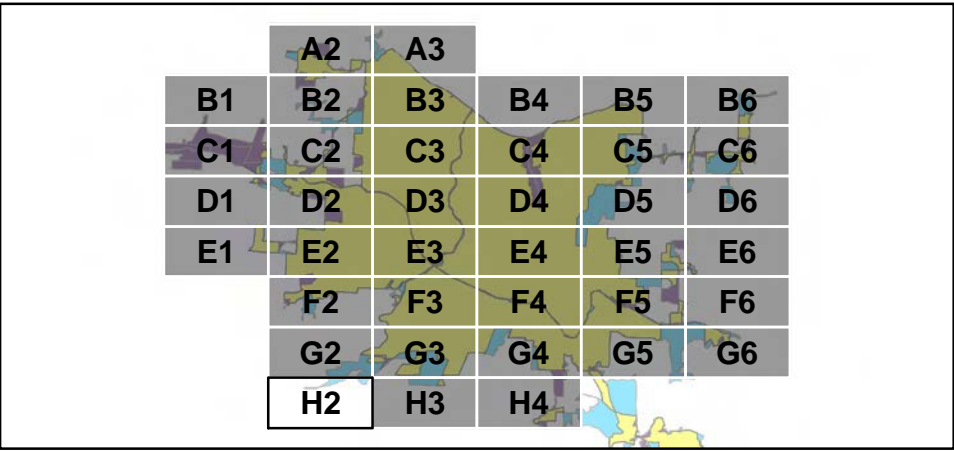 A2 A3
B1 B2 B3 B4 B5 B6
C1 C2 C3 C4 C5 C6
D1 D2 D3 D4 D5 D6
E1 E2 E3 E4 E5 E6
F2 F3 F4 F5 F6
G2 G3 G4 G5 G6
H2 H3 H4